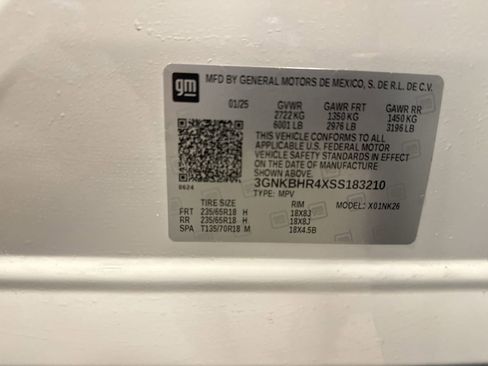 gm
MFD BY GENERAL MOTORS DE MEXICO, S. DE R.L. DE C.V.
01/25 GVWR GAWR FRT GAWR RR
2722 KG 1350 KG 1450 KG
6001 LB 2976 LB 3196 LB
THIS VEHICLE CONFORMS TO ALL
APPLICABLE U.S. FEDERAL MOTOR
VEHICLE SAFETY STANDARDS IN EFFECT
ON THE DATE OF MANUFACTURE SHOWN ABOVE.
0624 3GNKBHR4XSS183210
TYPE: MPV
TIRE SIZE RIM MODEL: X01NK26
FRT 235/65R18 H 18X8J
RR 235/65R18 H 18X8J
SPA T135/70R18 M 18X4.5B